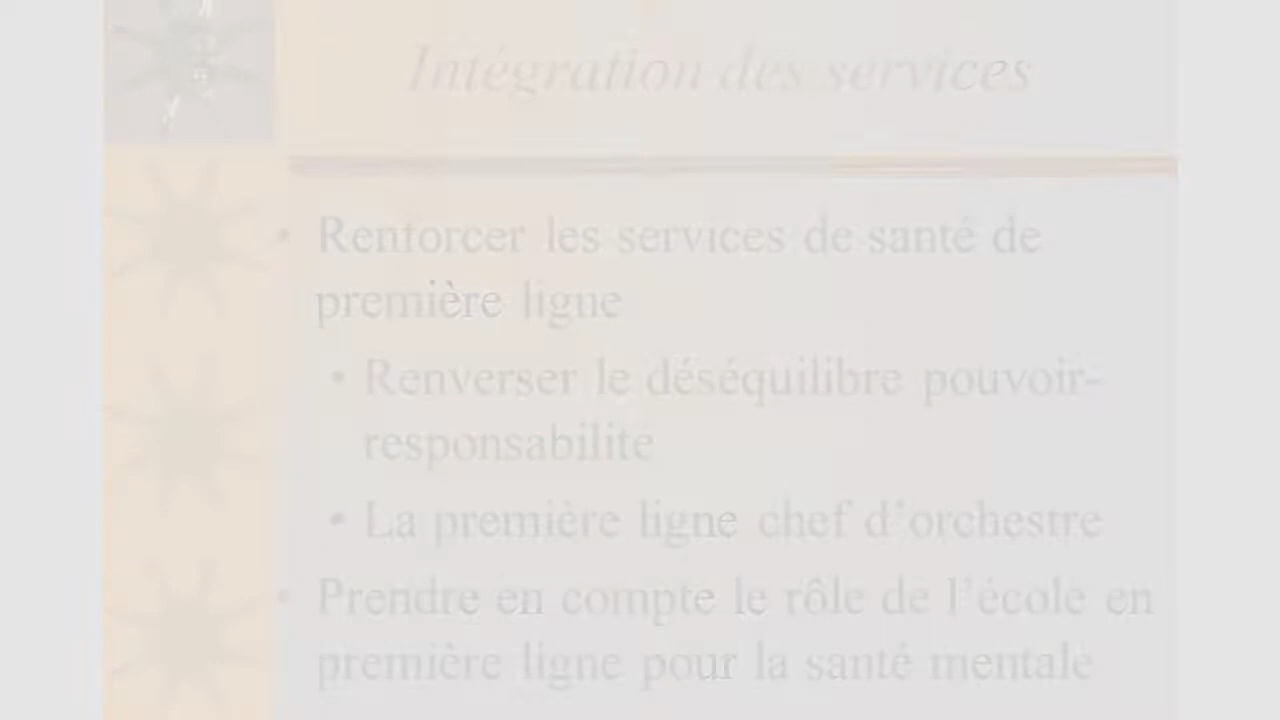 Intégration des services
• Renforcer les services de santé de
première ligne
• Renverser le déséquilibre pouvoir-
responsabilité
• La première ligne chef d’orchestre
• Prendre en compte le rôle de l’école en
première ligne pour la santé mentale